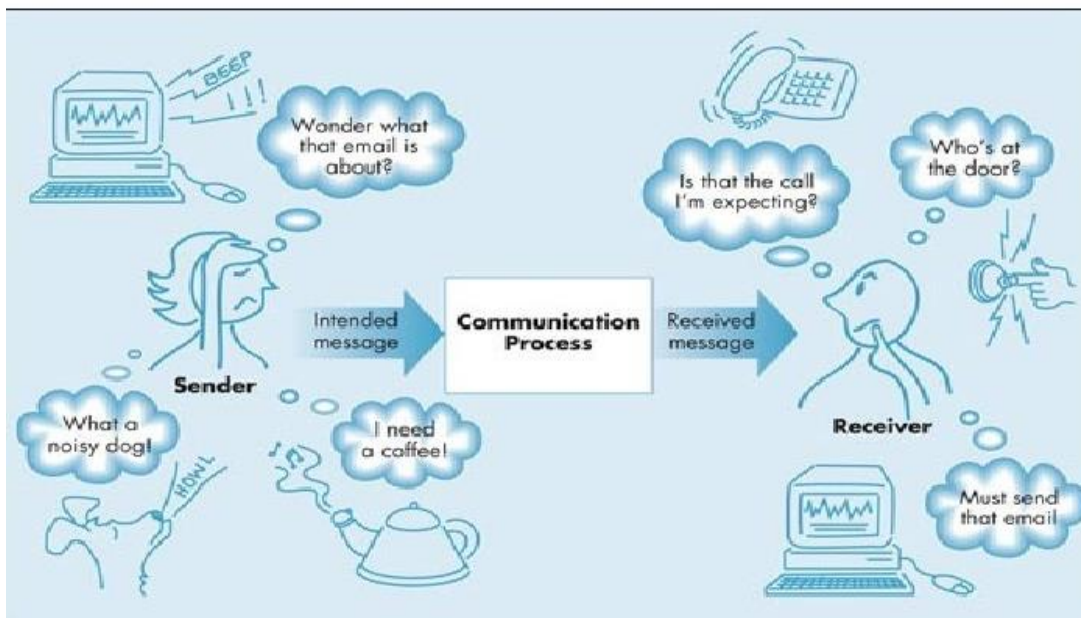 BEEP
!!!
Wonder what
that email is
about?
Is that the call
I'm expecting?
Who's at
the door?
Intended
message
Communication
Process
Received
message
Sender
Receiver
What a
noisy dog!
HOWL
I need
a coffee!
Must send
that email